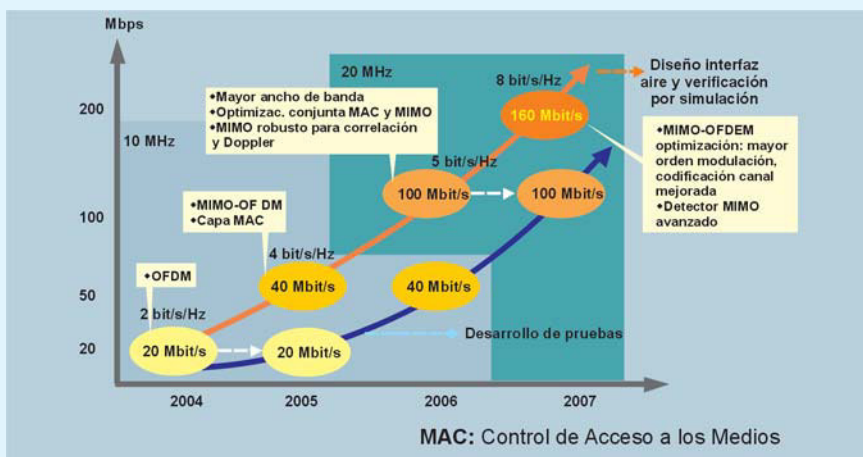 Mbps
200
100
50
20
10 MHz
20 MHz
◆Mayor ancho de banda
◆Optimizac. conjunta MAC y MIMO
◆MIMO robusto para correlación
y Doppler
8 bit/s/Hz
Diseño interfaz
aire y verificación
por simulación
160 Mbit/s
◆MIMO-OFDEM
optimización: mayor
orden modulación,
codificación canal
mejorada
◆Detector MIMO
avanzado
5 bit/s/Hz
100 Mbit/s
100 Mbit/s
◆MIMO-OF DM
◆Capa MAC
4 bit/s/Hz
40 Mbit/s
40 Mbit/s
◆OFDM
2 bit/s/Hz
20 Mbit/s
20 Mbit/s
Desarrollo de pruebas
2004
2005
2006
2007
MAC: Control de Acceso a los Medios